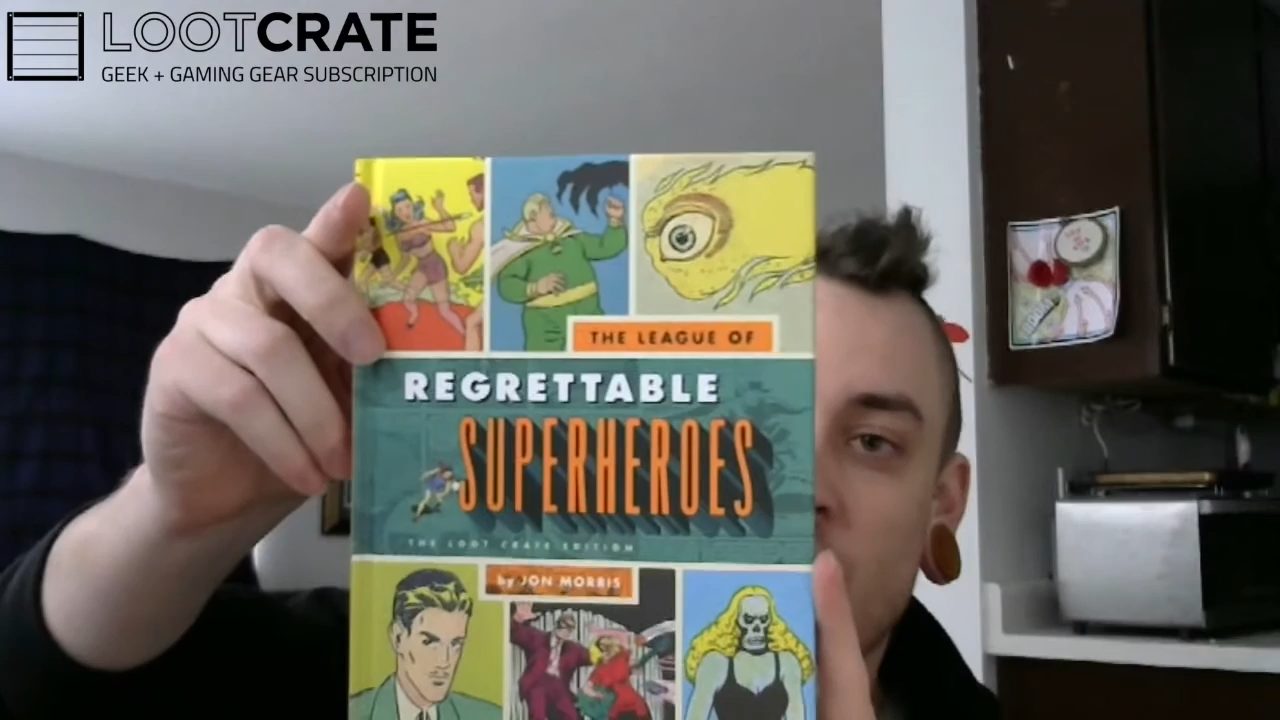 LOOTCRATE
GEEK + GAMING GEAR SUBSCRIPTION
THE LEAGUE OF
REGRETTABLE
SUPERHEROES
THE LOOT CRATE EDITION
by JON MORRIS